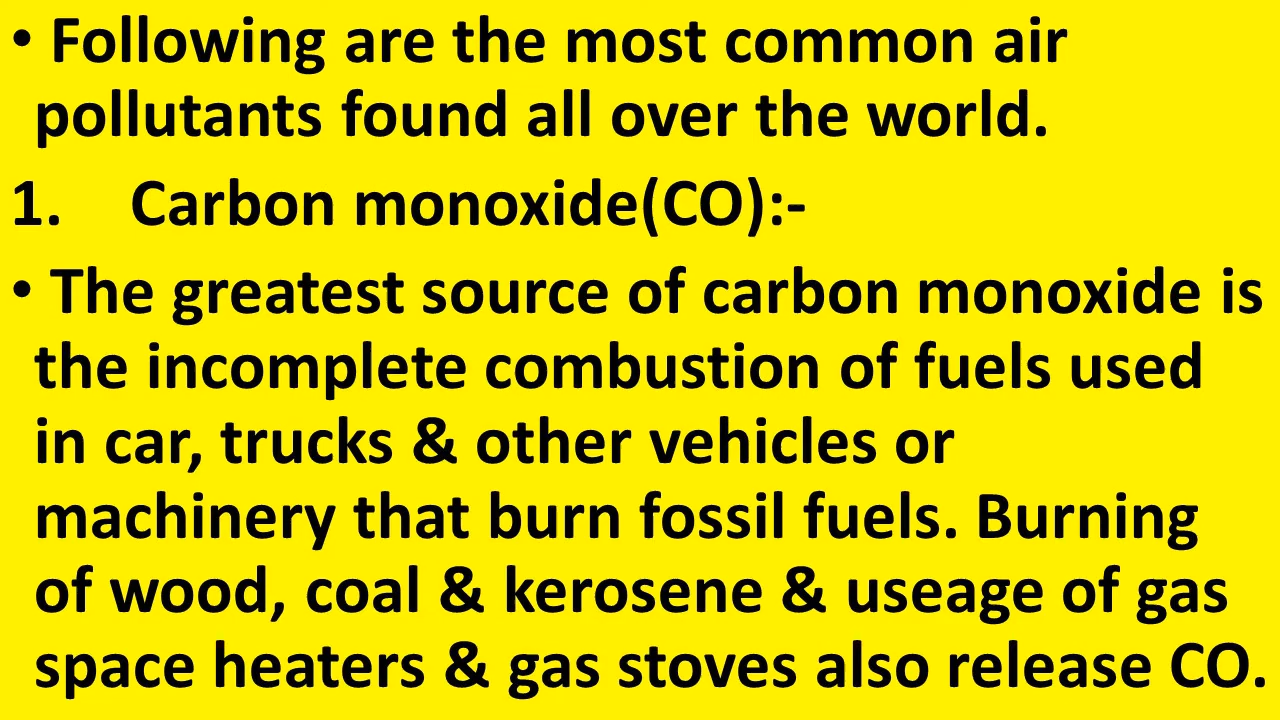 • Following are the most common air
pollutants found all over the world.
1. Carbon monoxide(CO):-
• The greatest source of carbon monoxide is
the incomplete combustion of fuels used
in car, trucks & other vehicles or
machinery that burn fossil fuels. Burning
of wood, coal & kerosene & useage of gas
space heaters & gas stoves also release CO.